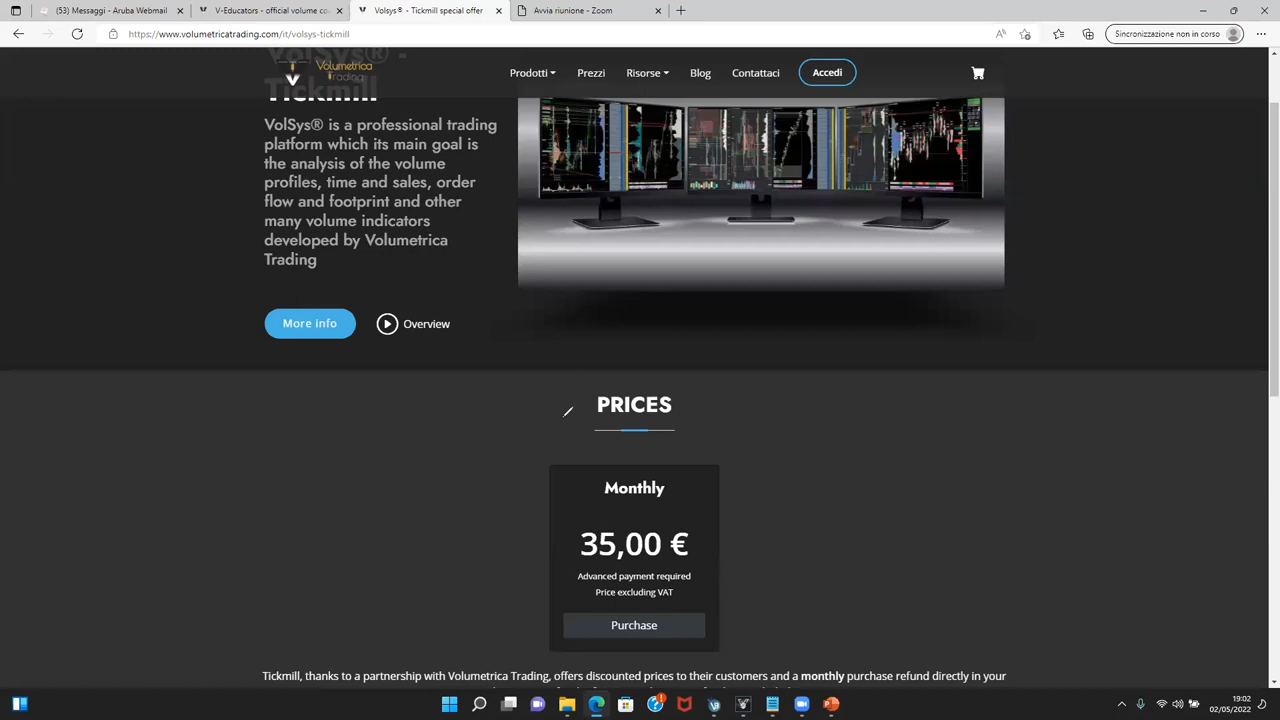 (53) Messaggi - Aruba Webmail
V-Educators - official volume co
Volsys® - Tickmill special offer
Avvia riunione - Zoom
https://www.volumetricatrading.com/it/volsys-tickmill
Sincronizzazione non in corso
VolSys® -
Tickmill
Volumetrica
Trading
Prodotti
Prezzi
Risorse
Blog
Contattaci
Accedi
VolSys® is a professional trading
platform which its main goal is
the analysis of the volume
profiles, time and sales, order
flow and footprint and other
many volume indicators
developed by Volumetrica
Trading
More info
Overview
PRICES
Monthly
35,00 €
Advanced payment required
Price excluding VAT
Purchase
Tickmill, thanks to a partnership with Volumetrica Trading, offers discounted prices to their customers and a monthly purchase refund directly in your
19:02
02/05/2022